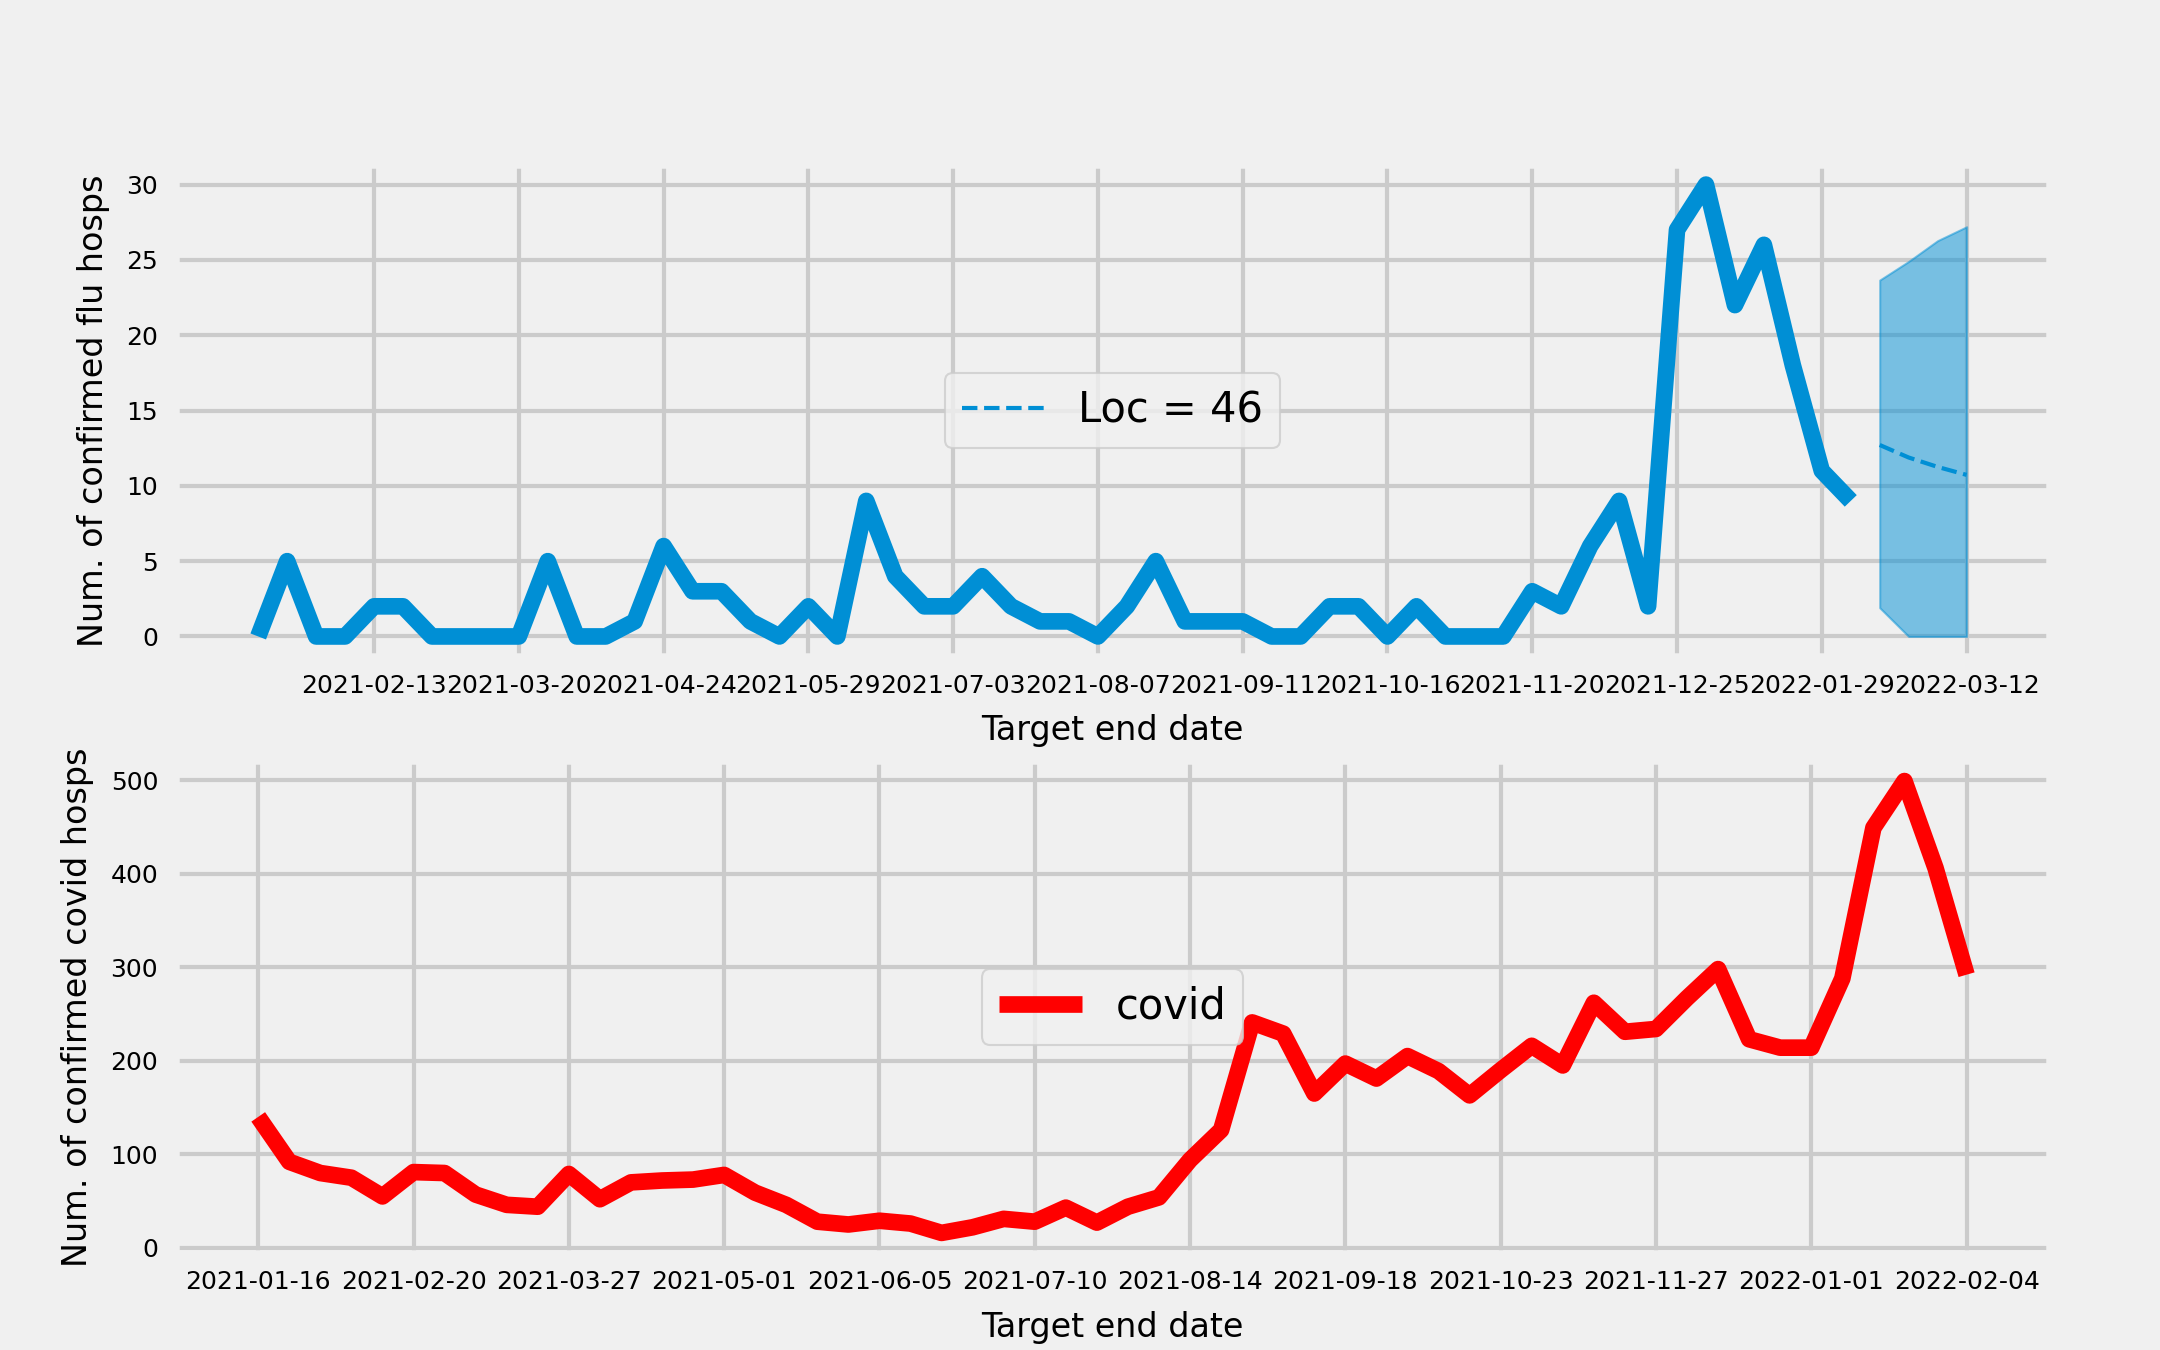 Num. of confirmed flu hosps
30
25
20
15
10
5
0
Loc = 46
2021-02-13 2021-03-20 2021-04-24 2021-05-29 2021-07-03 2021-08-07 2021-09-11 2021-10-16 2021-11-20 2021-12-25 2022-01-29 2022-03-12
Target end date
Num. of confirmed covid hosps
500
400
300
200
100
0
covid
2021-01-16 2021-02-20 2021-03-27 2021-05-01 2021-06-05 2021-07-10 2021-08-14 2021-09-18 2021-10-23 2021-11-27 2022-01-01 2022-02-04
Target end date